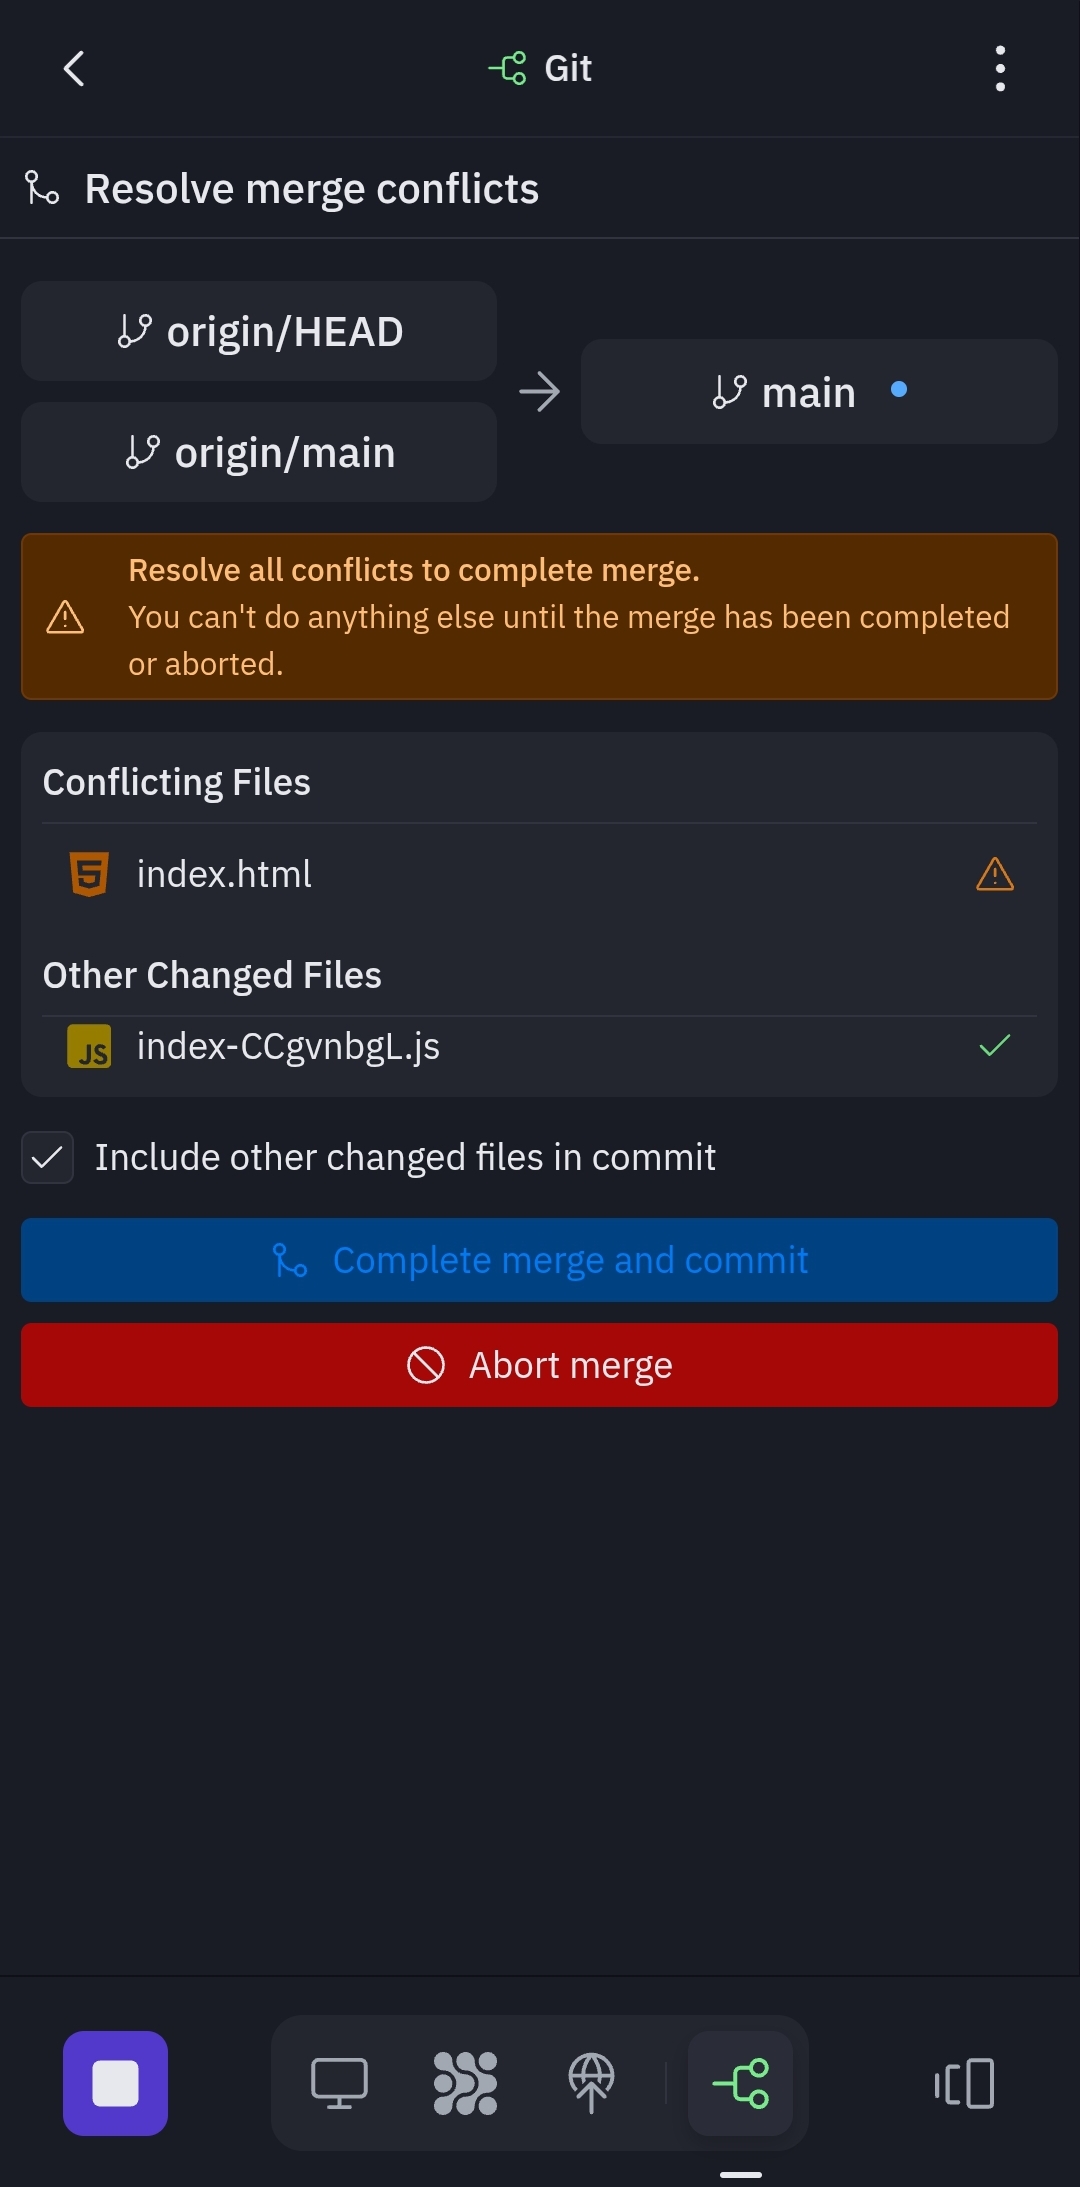 Git
Resolve merge conflicts
origin/HEAD
origin/main
main
Resolve all conflicts to complete merge.
You can't do anything else until the merge has been completed
or aborted.
Conflicting Files
index.html
Other Changed Files
JS index-CCgvnbgL.js
Include other changed files in commit
Complete merge and commit
Abort merge